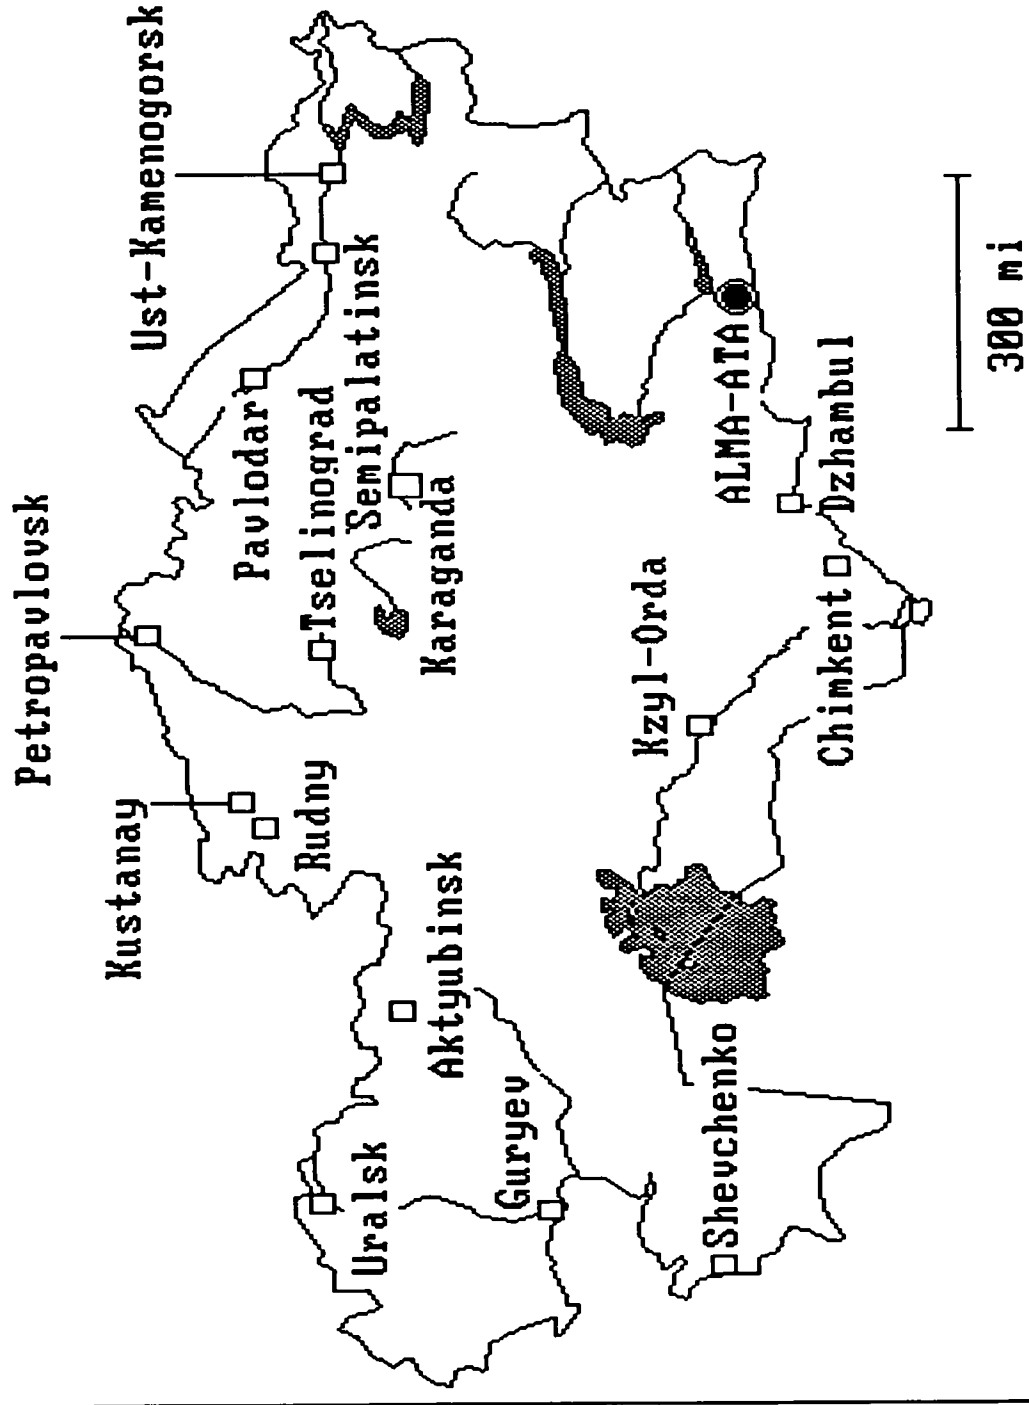 Petropavlovsk
Ust-Kamenogorsk
Kustanay
Pavlodar
Rudny
Tselinograd
Semipalatinsk
Uralsk
Aktyubinsk
Karaganda
Guryev
Kzyl-Orda
Shevchenko
ALMA-ATA
Chimkent
Dzhambul
300 mi